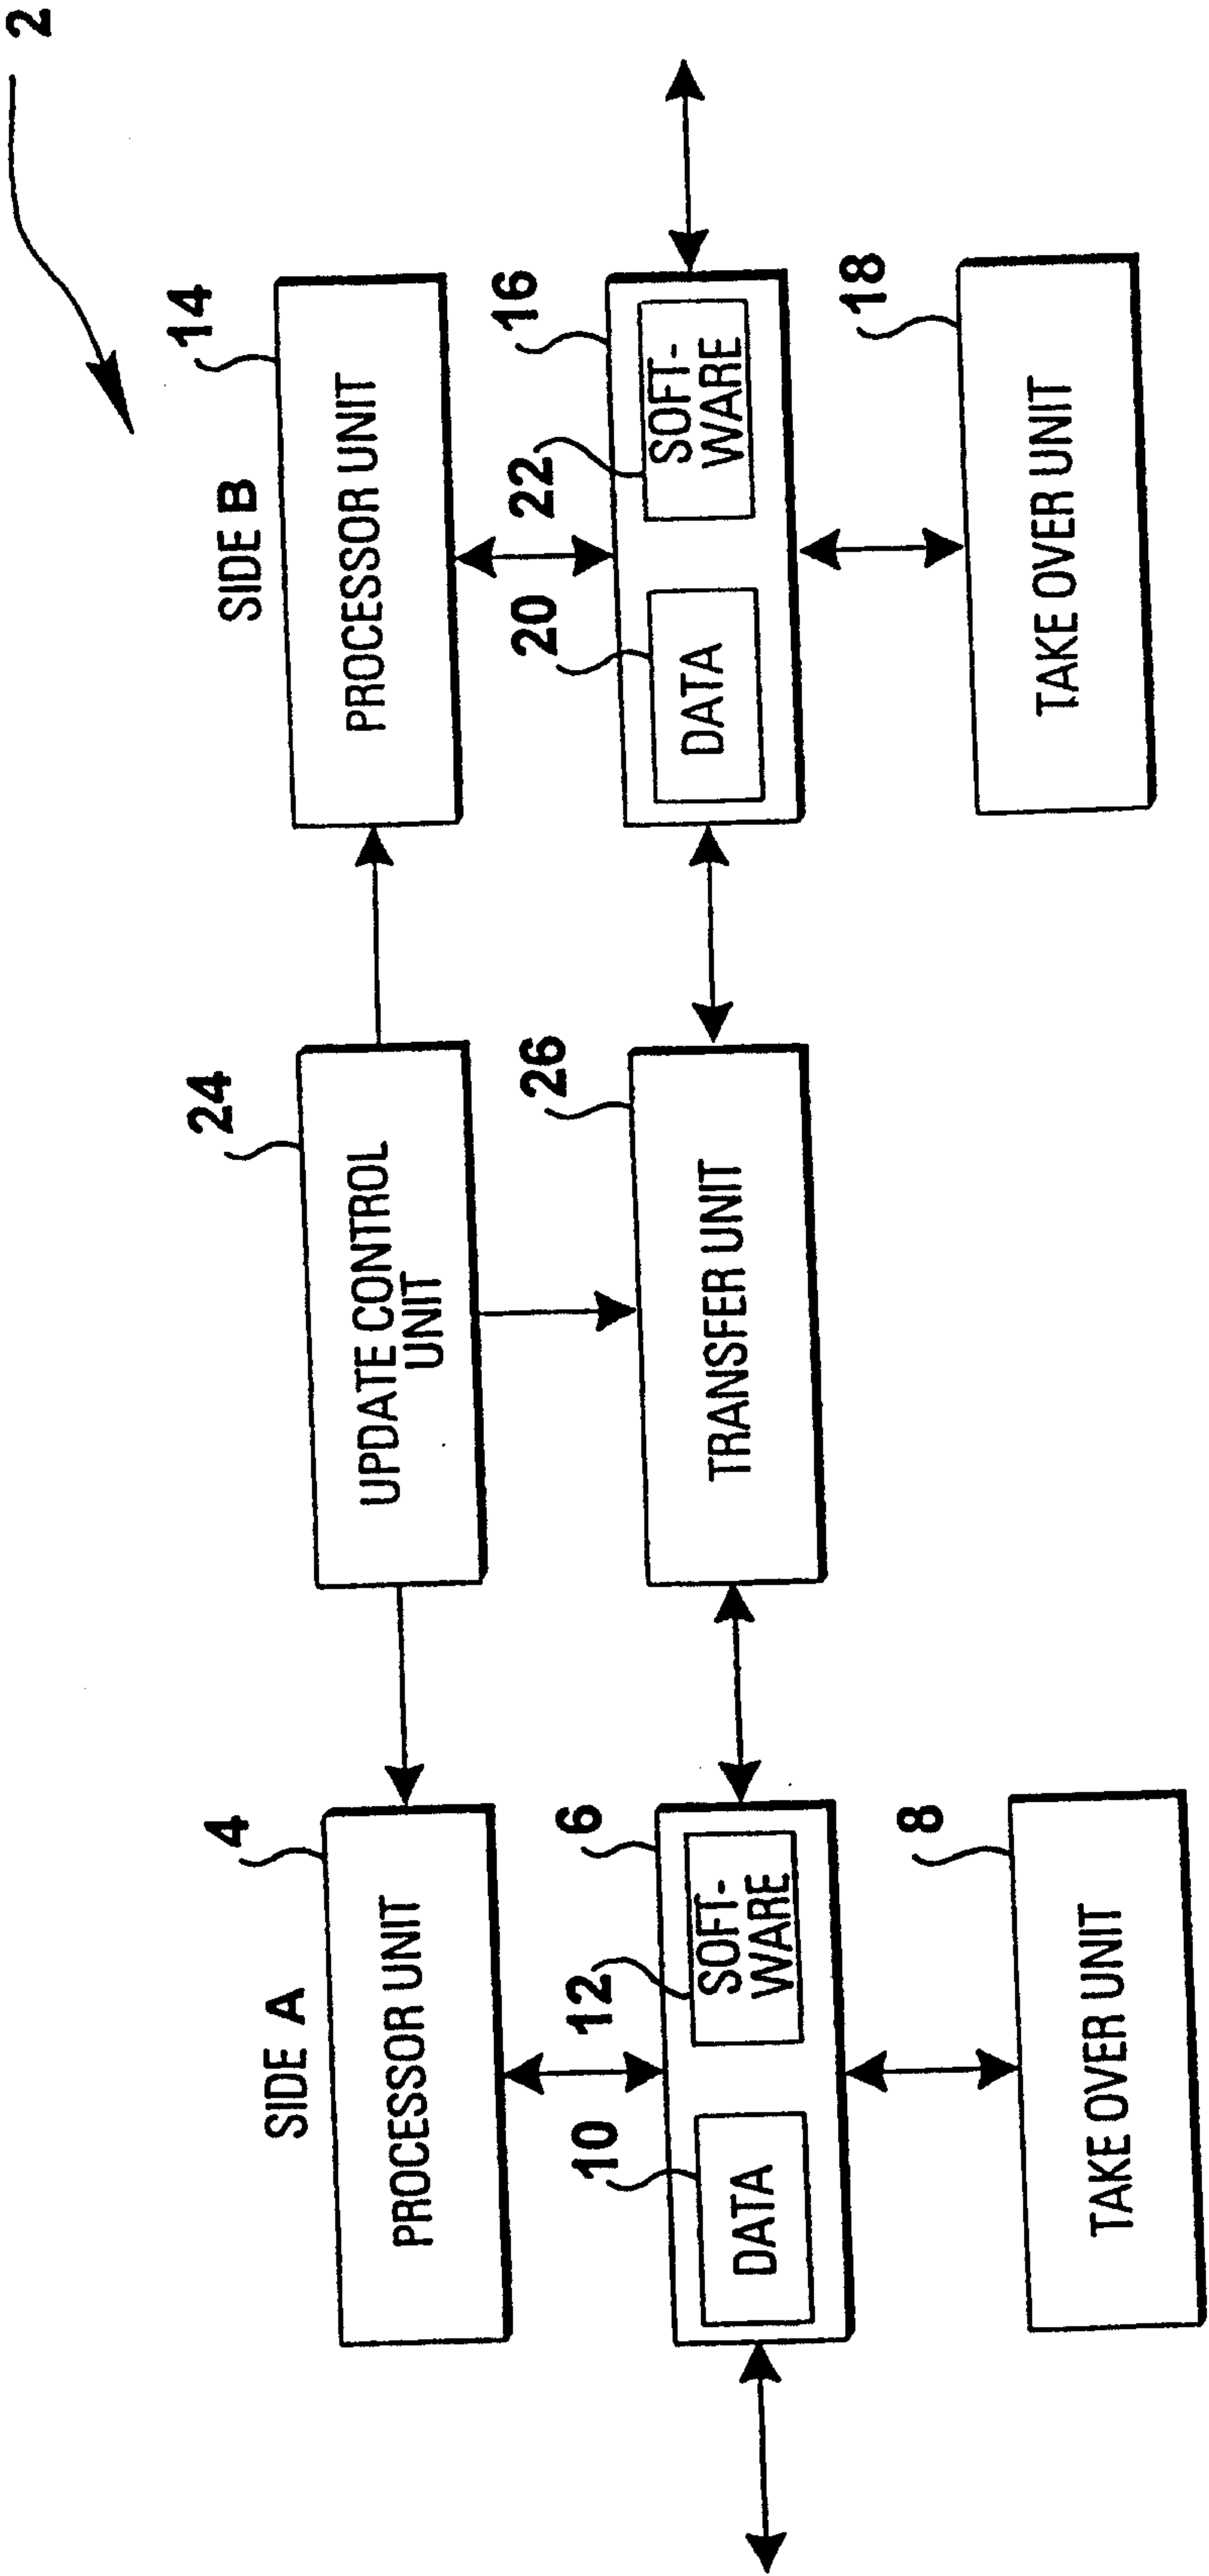 2
SIDE A
SIDE B
4
PROCESSOR UNIT
24
UPDATE CONTROL
UNIT
14
PROCESSOR UNIT
10
12
6
DATA
SOFT-
WARE
26
TRANSFER UNIT
20
22
16
DATA
SOFT-
WARE
8
TAKE OVER UNIT
18
TAKE OVER UNIT